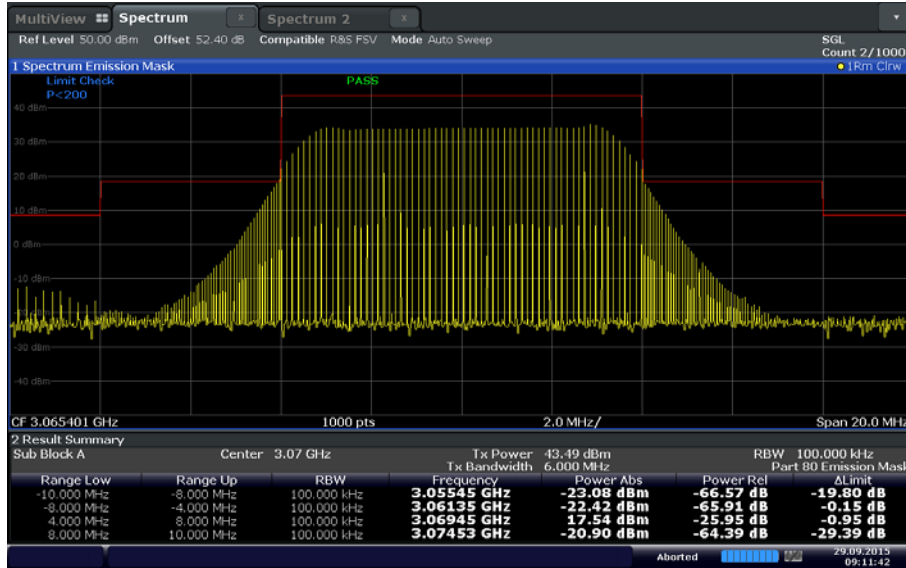 MultiView Spectrum x Spectrum 2 x
Ref Level 50.00 dBm Offset 52.40 dB Compatible R&S FSV Mode Auto Sweep SGL
Count 2/1000
1 Spectrum Emission Mask 1Rm Clrw
Limit Check PASS
P<200
40 dBm
30 dBm
20 dBm
10 dBm
0 dBm
-10 dBm
-30 dBm
-40 dBm
CF 3.065401 GHz 1000 pts 2.0 MHz/ Span 20.0 MHz
2 Result Summary
Sub Block A Center 3.07 GHz Tx Power 43.49 dBm RBW 100.000 kHz
Tx Bandwidth 6.000 MHz Part 80 Emission Mask
Range Low Range Up RBW Frequency Power Abs Power Rel ΔLimit
-10.000 MHz -8.000 MHz 100.000 kHz 3.05545 GHz -23.08 dBm -66.57 dB -19.80 dB
-8.000 MHz -4.000 MHz 100.000 kHz 3.06135 GHz -22.42 dBm -65.91 dB -0.15 dB
4.000 MHz 8.000 MHz 100.000 kHz 3.06945 GHz 17.54 dBm -25.95 dB -0.95 dB
8.000 MHz 10.000 MHz 100.000 kHz 3.07453 GHz -20.90 dBm -64.39 dB -29.39 dB
Aborted 29.09.2015
09:11:42